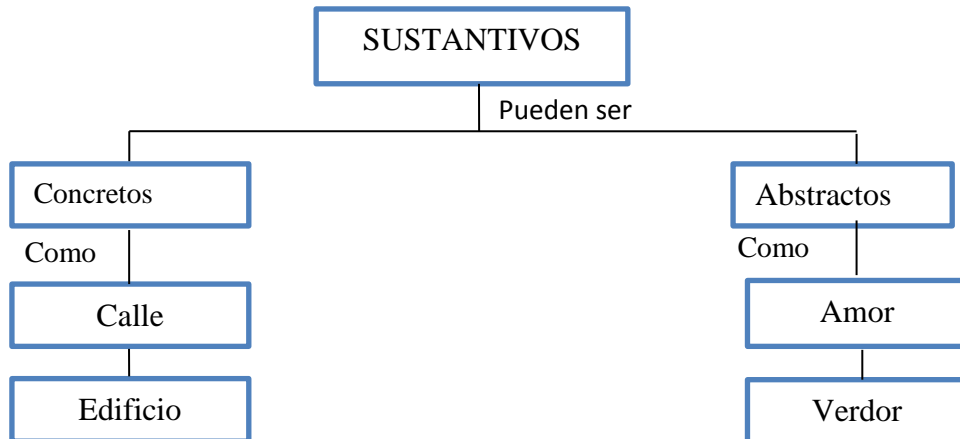 SUSTANTIVOS
Pueden ser
Concretos
Abstractos
Como
Como
Calle
Amor
Edificio
Verdor